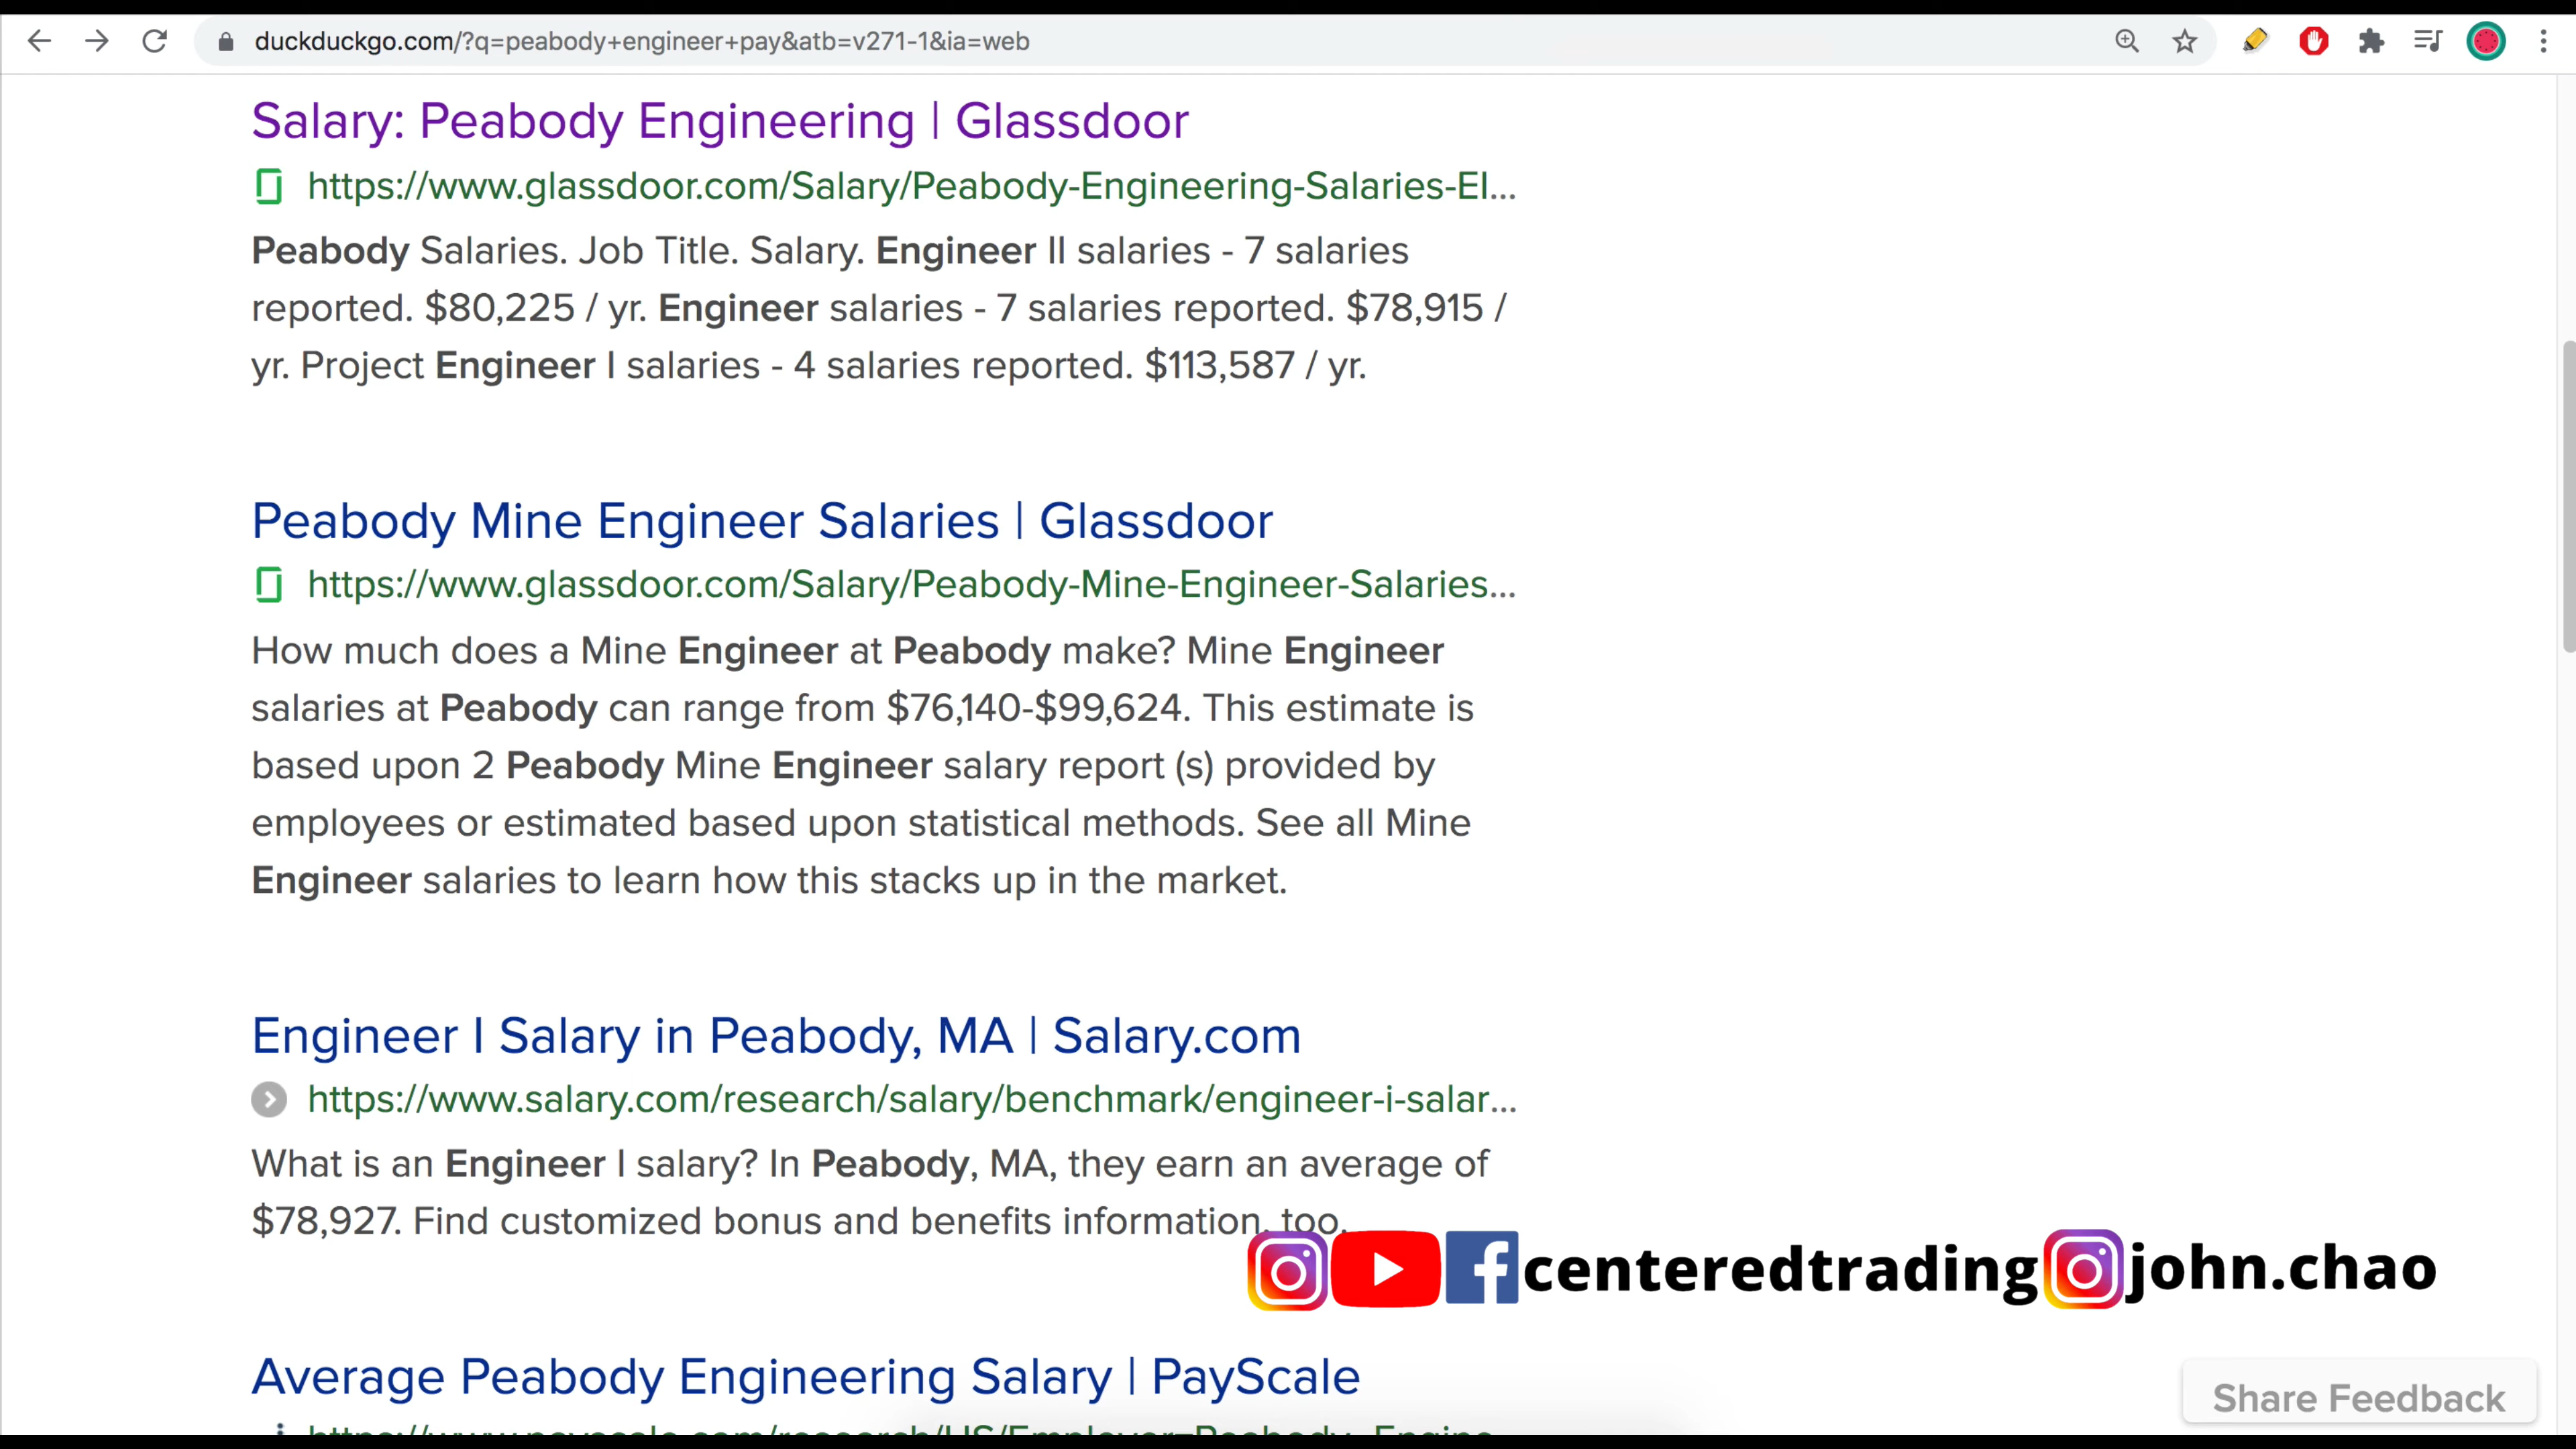 duckduckgo.com/?q=peabody+engineer+pay&atb=v271-1&ia=web
Salary: Peabody Engineering | Glassdoor
https://www.glassdoor.com/Salary/Peabody-Engineering-Salaries-EI...
Peabody Salaries. Job Title. Salary. Engineer II salaries - 7 salaries
reported. $80,225 / yr. Engineer salaries - 7 salaries reported. $78,915 /
yr. Project Engineer I salaries - 4 salaries reported. $113,587 / yr.
Peabody Mine Engineer Salaries | Glassdoor
https://www.glassdoor.com/Salary/Peabody-Mine-Engineer-Salaries...
How much does a Mine Engineer at Peabody make? Mine Engineer
salaries at Peabody can range from $76,140-$99,624. This estimate is
based upon 2 Peabody Mine Engineer salary report (s) provided by
employees or estimated based upon statistical methods. See all Mine
Engineer salaries to learn how this stacks up in the market.
Engineer I Salary in Peabody, MA | Salary.com
https://www.salary.com/research/salary/benchmark/engineer-i-salar...
What is an Engineer I salary? In Peabody, MA, they earn an average of
$78,927. Find customized bonus and benefits information, too.
centeredtrading john.chao
Average Peabody Engineering Salary | PayScale
Share Feedback